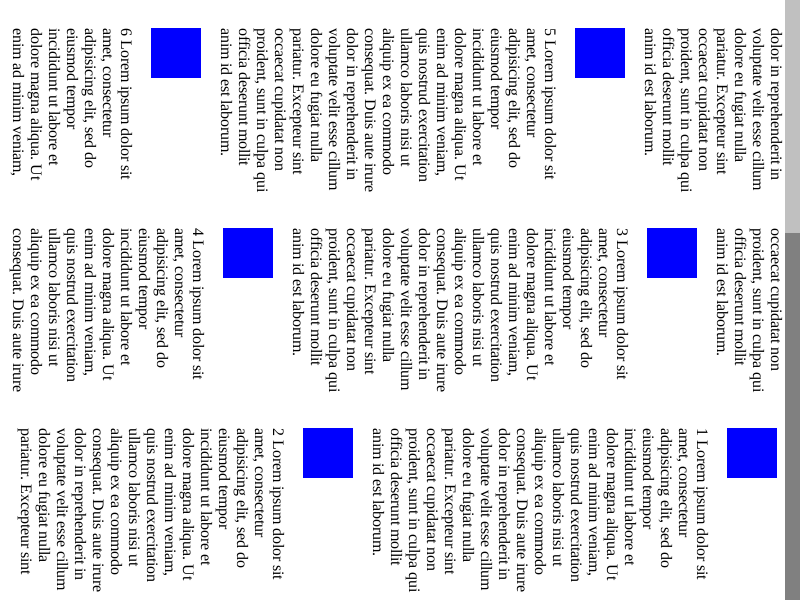 1 Lorem ipsum dolor sit
amet, consectetur
adipisicing elit, sed do
eiusmod tempor
incididunt ut labore et
dolore magna aliqua. Ut
enim ad minim veniam,
quis nostrud exercitation
ullamco laboris nisi ut
aliquip ex ea commodo
consequat. Duis aute irure
dolor in reprehenderit in
voluptate velit esse cillum
dolore eu fugiat nulla
pariatur. Excepteur sint
occaecat cupidatat non
proident, sunt in culpa qui
officia deserunt mollit
anim id est laborum.
2 Lorem ipsum dolor sit
amet, consectetur
adipisicing elit, sed do
eiusmod tempor
incididunt ut labore et
dolore magna aliqua. Ut
enim ad minim veniam,
quis nostrud exercitation
ullamco laboris nisi ut
aliquip ex ea commodo
consequat. Duis aute irure
dolor in reprehenderit in
voluptate velit esse cillum
dolore eu fugiat nulla
pariatur. Excepteur sint
occaecat cupidatat non
proident, sunt in culpa qui
officia deserunt mollit
anim id est laborum.
3 Lorem ipsum dolor sit
amet, consectetur
adipisicing elit, sed do
eiusmod tempor
incididunt ut labore et
dolore magna aliqua. Ut
enim ad minim veniam,
quis nostrud exercitation
ullamco laboris nisi ut
aliquip ex ea commodo
consequat. Duis aute irure
dolor in reprehenderit in
voluptate velit esse cillum
dolore eu fugiat nulla
pariatur. Excepteur sint
occaecat cupidatat non
proident, sunt in culpa qui
officia deserunt mollit
anim id est laborum.
4 Lorem ipsum dolor sit
amet, consectetur
adipisicing elit, sed do
eiusmod tempor
incididunt ut labore et
dolore magna aliqua. Ut
enim ad minim veniam,
quis nostrud exercitation
ullamco laboris nisi ut
aliquip ex ea commodo
consequat. Duis aute irure
dolor in reprehenderit in
voluptate velit esse cillum
dolore eu fugiat nulla
pariatur. Excepteur sint
occaecat cupidatat non
proident, sunt in culpa qui
officia deserunt mollit
anim id est laborum.
5 Lorem ipsum dolor sit
amet, consectetur
adipisicing elit, sed do
eiusmod tempor
incididunt ut labore et
dolore magna aliqua. Ut
enim ad minim veniam,
quis nostrud exercitation
ullamco laboris nisi ut
aliquip ex ea commodo
consequat. Duis aute irure
dolor in reprehenderit in
voluptate velit esse cillum
dolore eu fugiat nulla
pariatur. Excepteur sint
occaecat cupidatat non
proident, sunt in culpa qui
officia deserunt mollit
anim id est laborum.
6 Lorem ipsum dolor sit
amet, consectetur
adipisicing elit, sed do
eiusmod tempor
incididunt ut labore et
dolore magna aliqua. Ut
enim ad minim veniam,